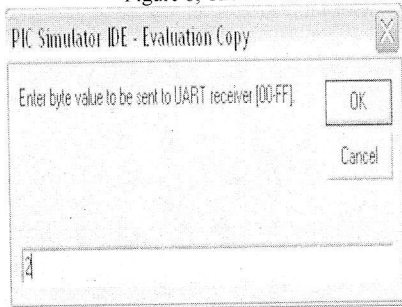 PIC Simulator IDE - Evaluation Copy
Enter byte value to be sent to UART receiver [00-FF].
OK
Cancel
2